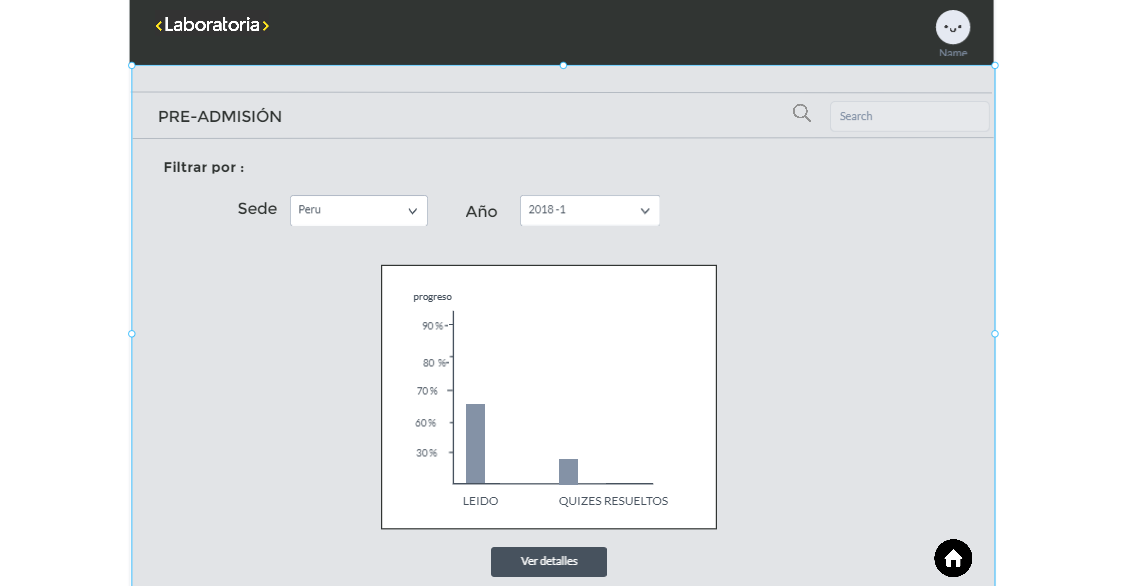 <Laboratoria>
Name
PRE-ADMISIÓN
Search
Filtrar por :
Sede
Peru
Año
2018-1
progreso
90%
80 %
70%
60%
30%
LEIDO
QUIZES RESUELTOS
Ver detalles